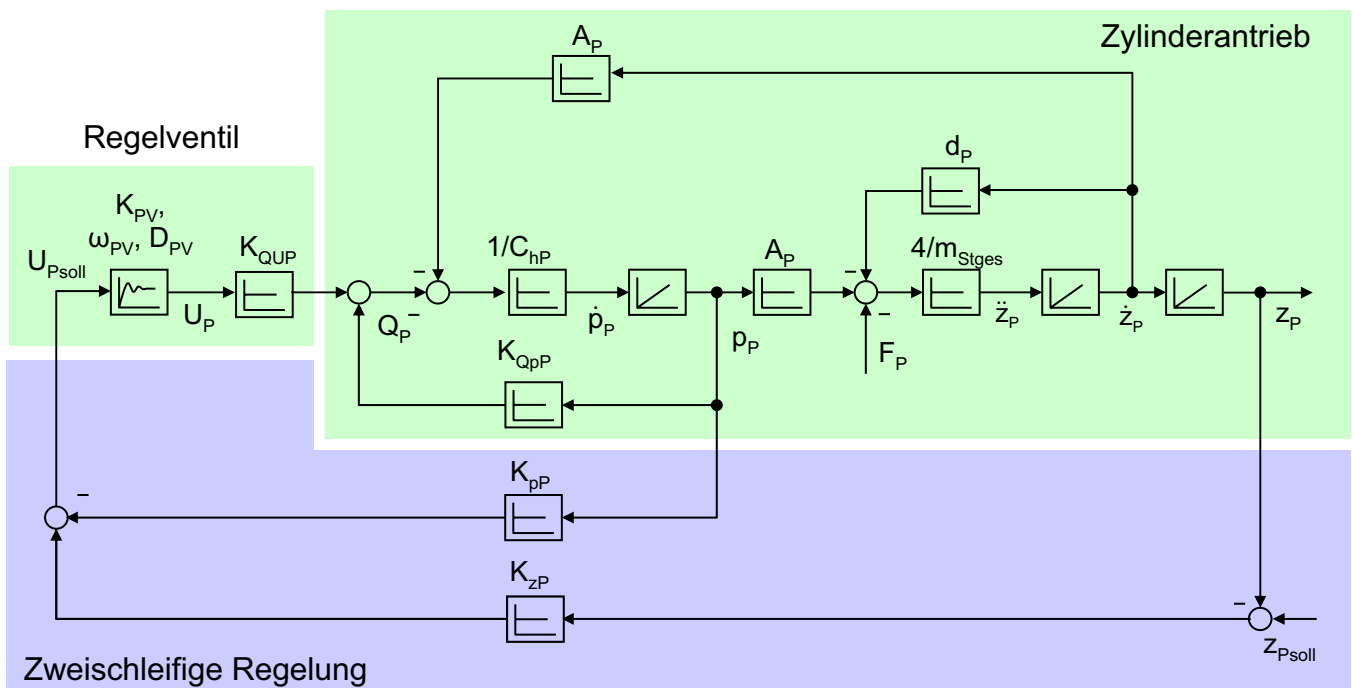 Zylinderantrieb
A_P
Regelventil
d_P
K_PV,
ω_PV, D_PV
K_QUP
1/C_hP
A_P
4/m_Stges
U_Psoll
U_P
Q_P
ṗ_P
p_P
F_P
z̈_P
ż_P
z_P
K_QpP
K_pP
K_zP
z_Psoll
Zweischleifige Regelung